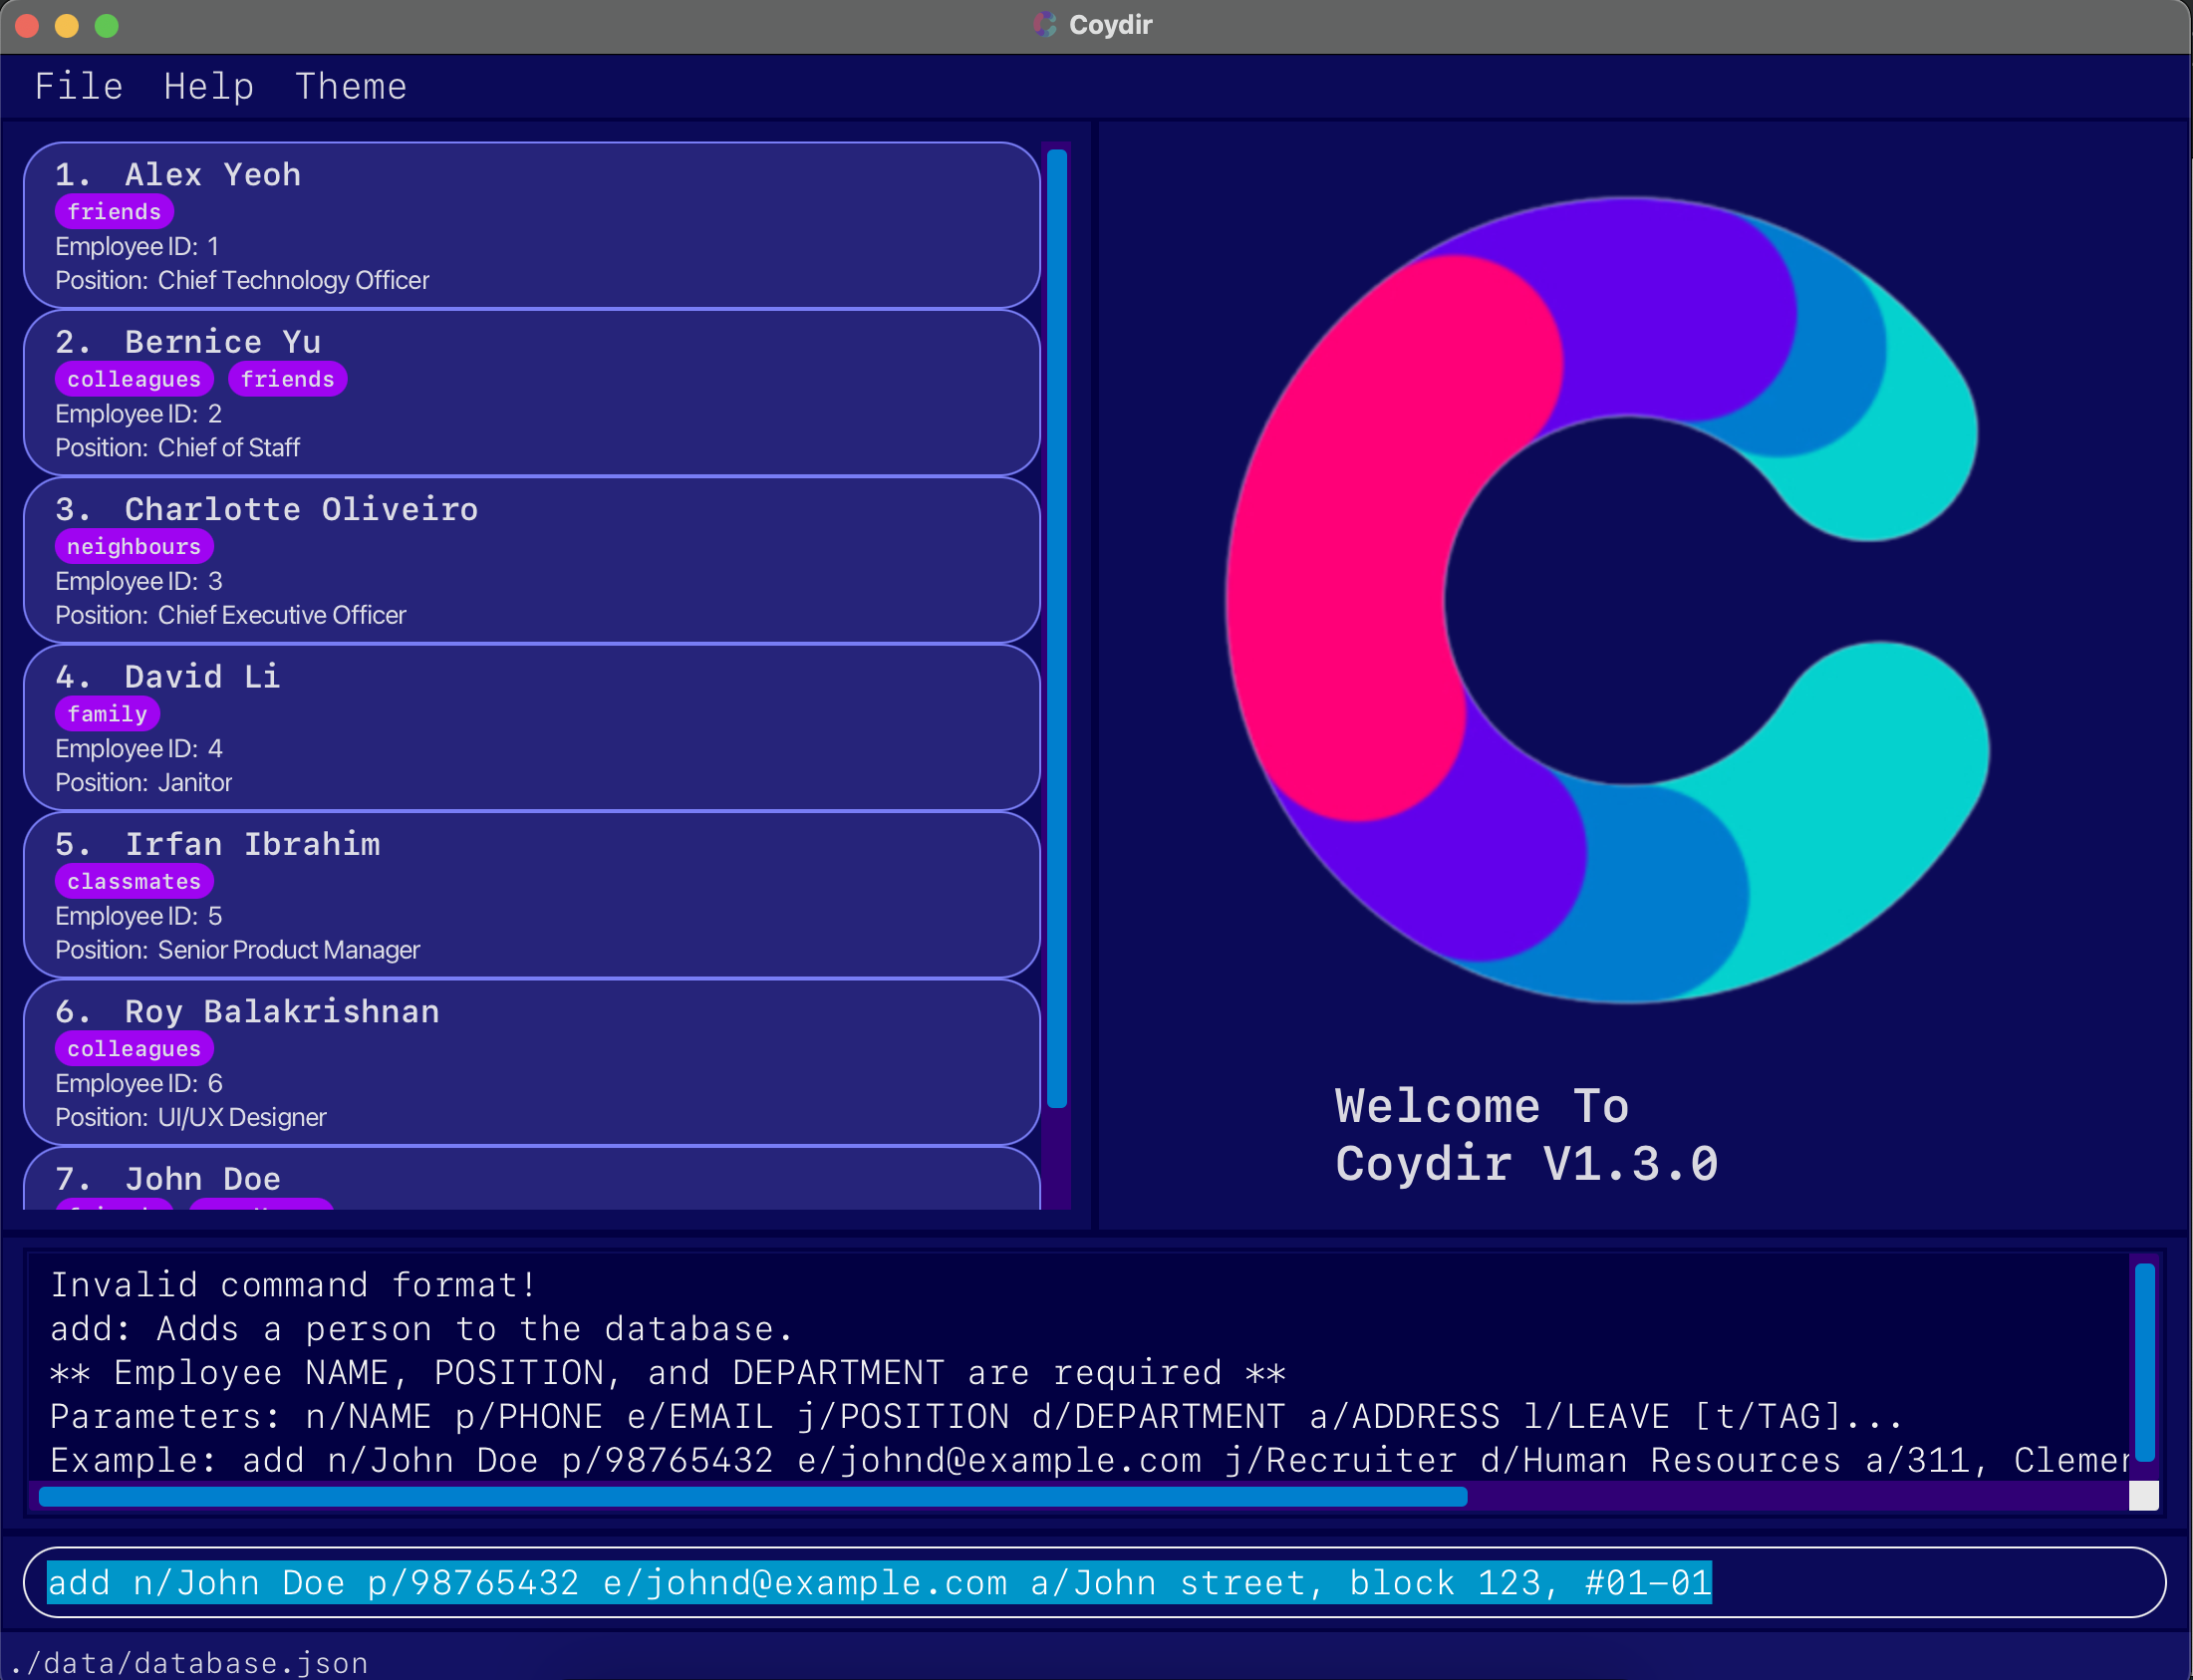 Coydir
File Help Theme
1. Alex Yeoh
friends
Employee ID: 1
Position: Chief Technology Officer
2. Bernice Yu
colleagues friends
Employee ID: 2
Position: Chief of Staff
3. Charlotte Oliveiro
neighbours
Employee ID: 3
Position: Chief Executive Officer
4. David Li
family
Employee ID: 4
Position: Janitor
5. Irfan Ibrahim
classmates
Employee ID: 5
Position: Senior Product Manager
6. Roy Balakrishnan
colleagues
Employee ID: 6
Position: UI/UX Designer
7. John Doe
Welcome To
Coydir V1.3.0
Invalid command format!
add: Adds a person to the database.
** Employee NAME, POSITION, and DEPARTMENT are required **
Parameters: n/NAME p/PHONE e/EMAIL j/POSITION d/DEPARTMENT a/ADDRESS l/LEAVE [t/TAG]...
Example: add n/John Doe p/98765432 e/johnd@example.com j/Recruiter d/Human Resources a/311,
add n/John Doe p/98765432 e/johnd@example.com a/John street, block 123, #01-01
./data/database.json